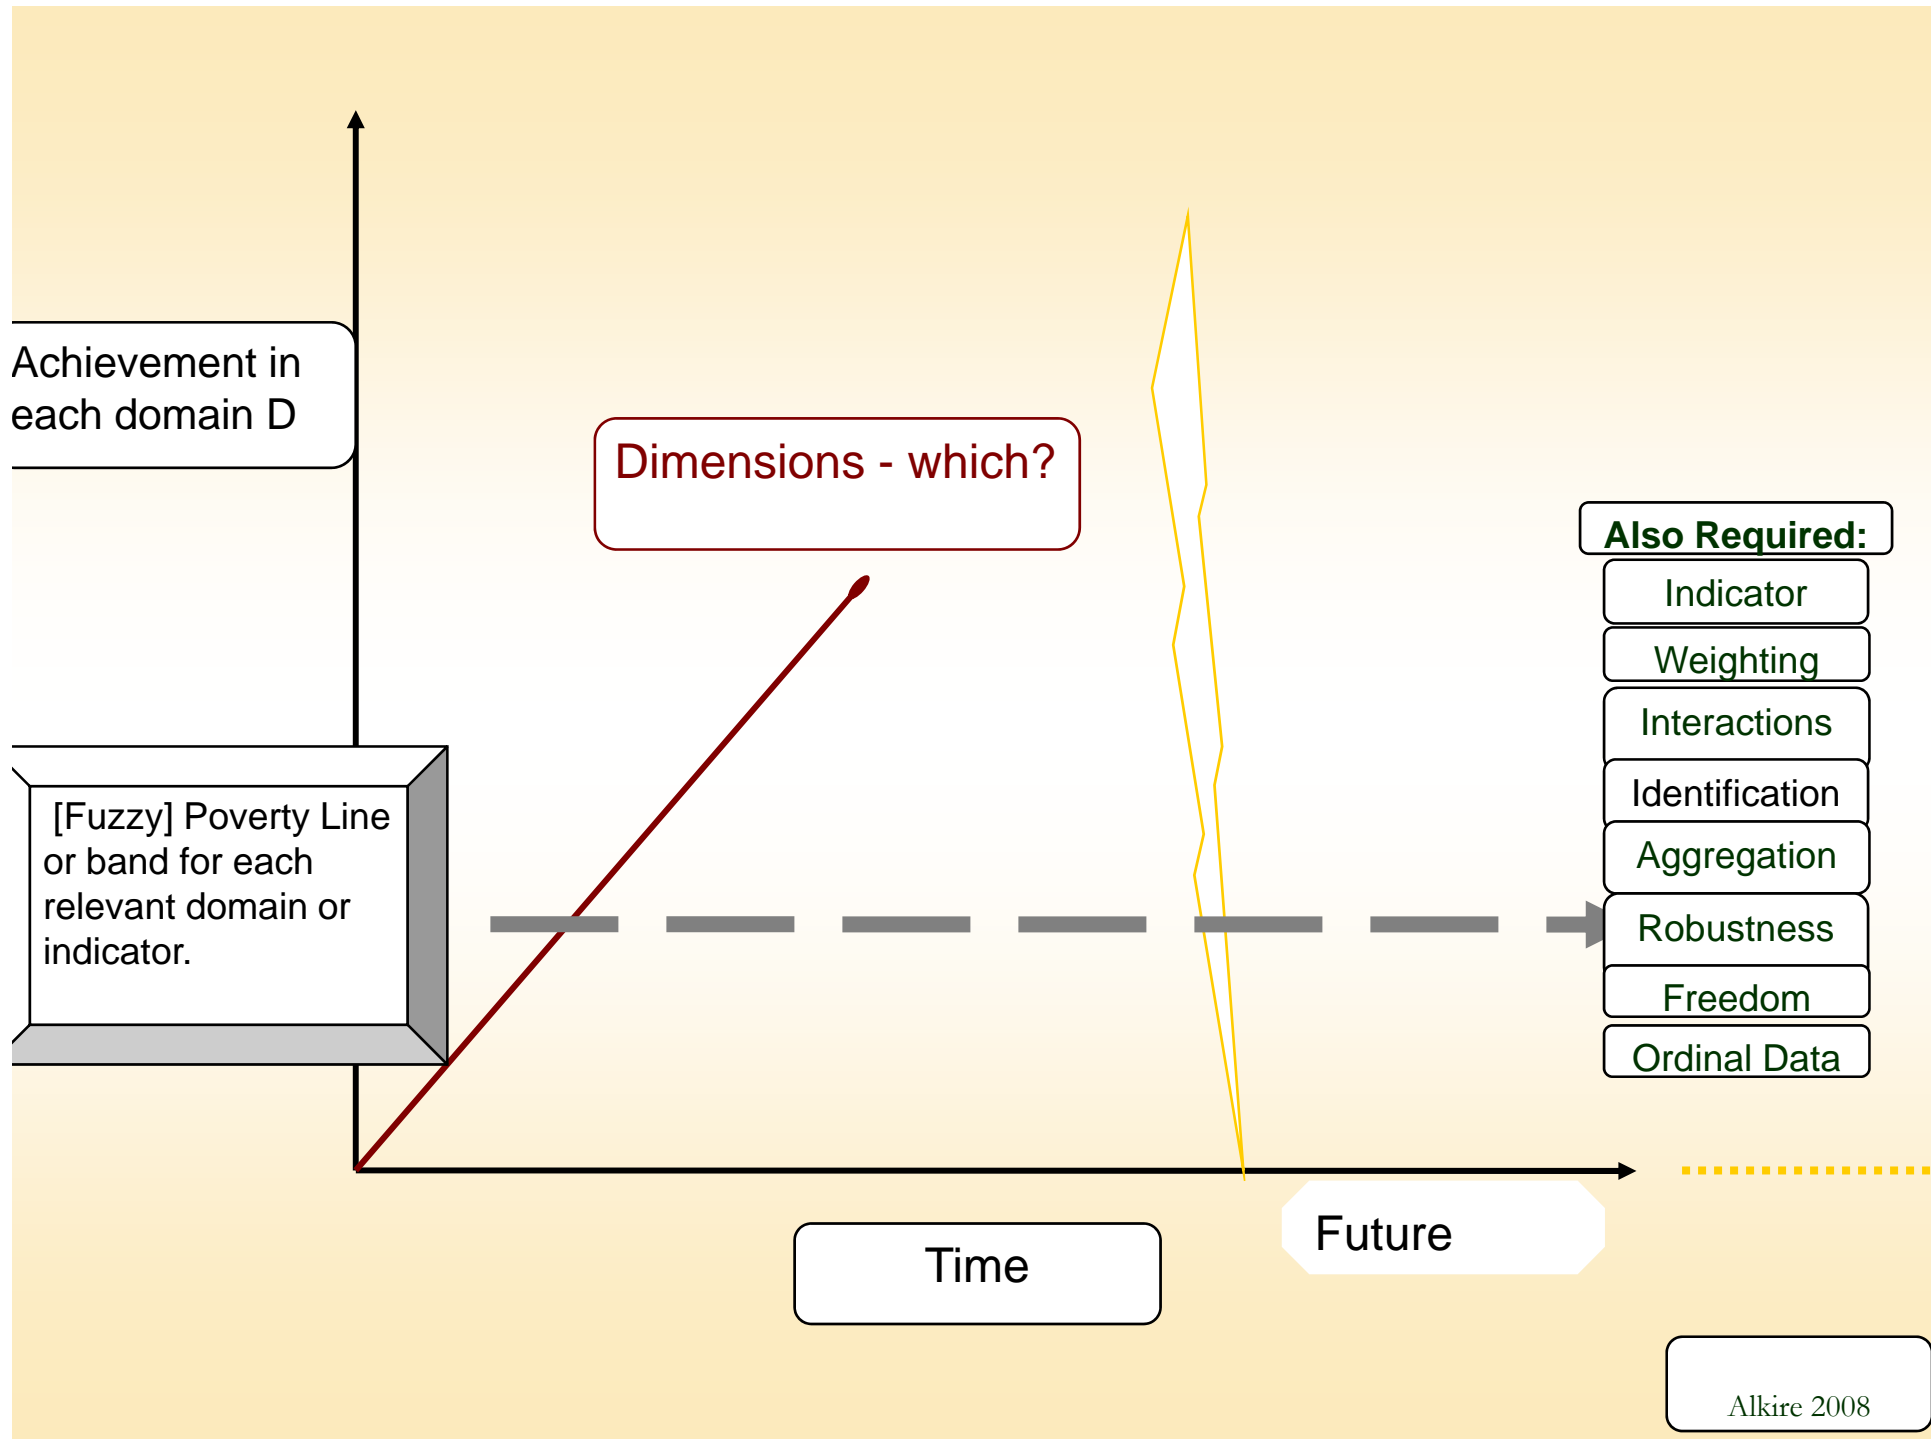 Achievement in
each domain D
Dimensions - which?
Also Required:
Indicator
Weighting
Interactions
Identification
Aggregation
Robustness
Freedom
Ordinal Data
[Fuzzy] Poverty Line
or band for each
relevant domain or
indicator.
Time
Future
Alkire 2008